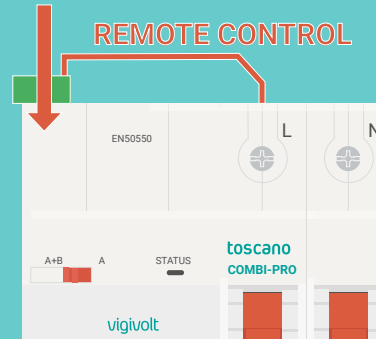 REMOTE CONTROL
EN50550
L
N
A+B
A
STATUS
toscano
COMBI-PRO
vigivolt